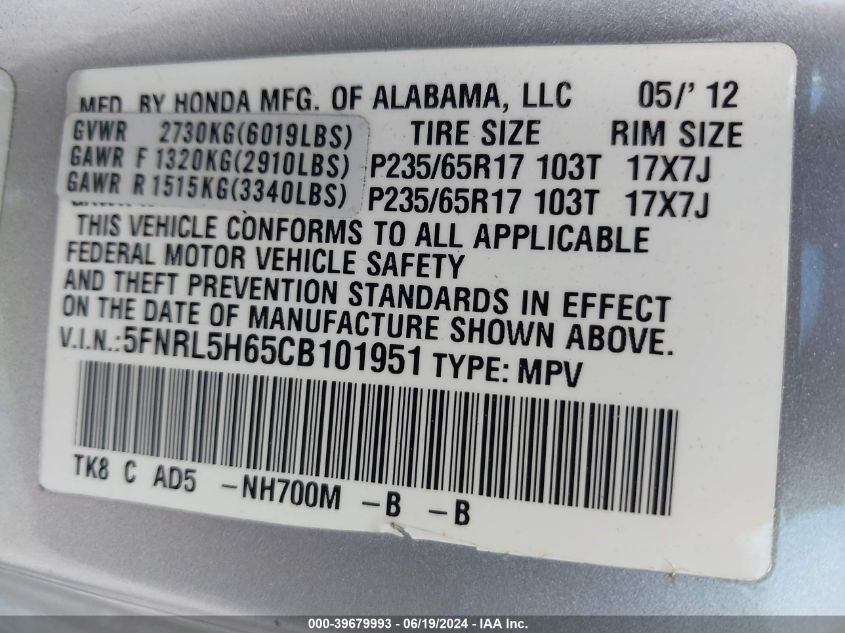 MFD. BY HONDA MFG. OF ALABAMA, LLC 05/' 12
GVWR 2730KG(6019LBS) TIRE SIZE RIM SIZE
GAWR F 1320KG(2910LBS) P235/65R17 103T 17X7J
GAWR R 1515KG(3340LBS) P235/65R17 103T 17X7J
THIS VEHICLE CONFORMS TO ALL APPLICABLE
FEDERAL MOTOR VEHICLE SAFETY
AND THEFT PREVENTION STANDARDS IN EFFECT
ON THE DATE OF MANUFACTURE SHOWN ABOVE.
V.I.N.:5FNRL5H65CB101951 TYPE: MPV
TK8 C AD5 -NH700M -B -B
000-39679993 - 06/19/2024 - IAA Inc.